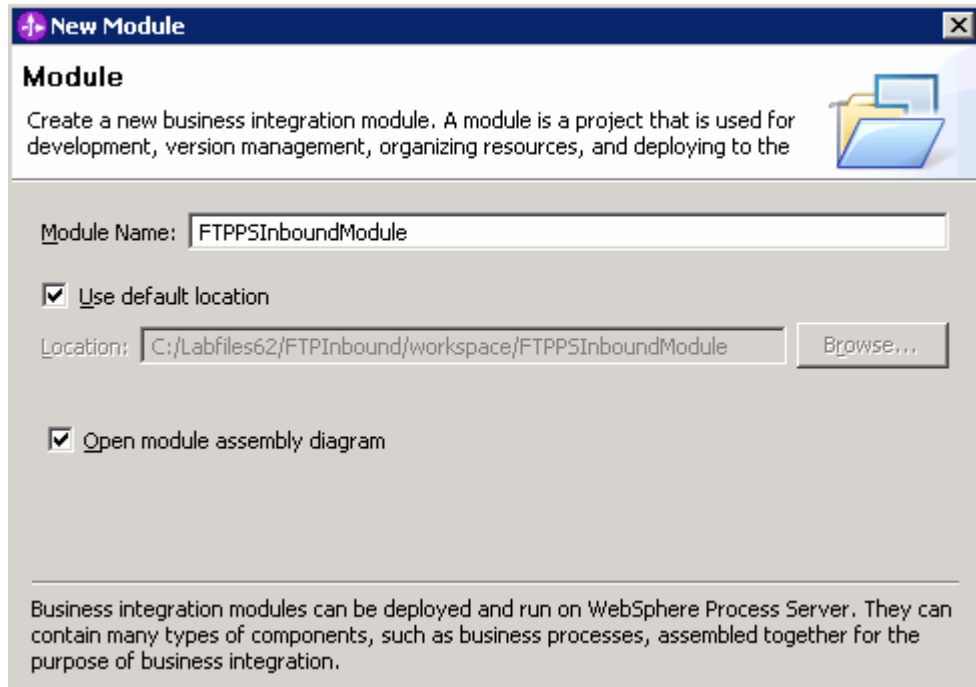 New Module
Module
Create a new business integration module. A module is a project that is used for
development, version management, organizing resources, and deploying to the
Module Name: FTPPSInboundModule
Use default location
Location: C:/Labfiles62/FTPInbound/workspace/FTPPSInboundModule Browse...
Open module assembly diagram
Business integration modules can be deployed and run on WebSphere Process Server. They can
contain many types of components, such as business processes, assembled together for the
purpose of business integration.